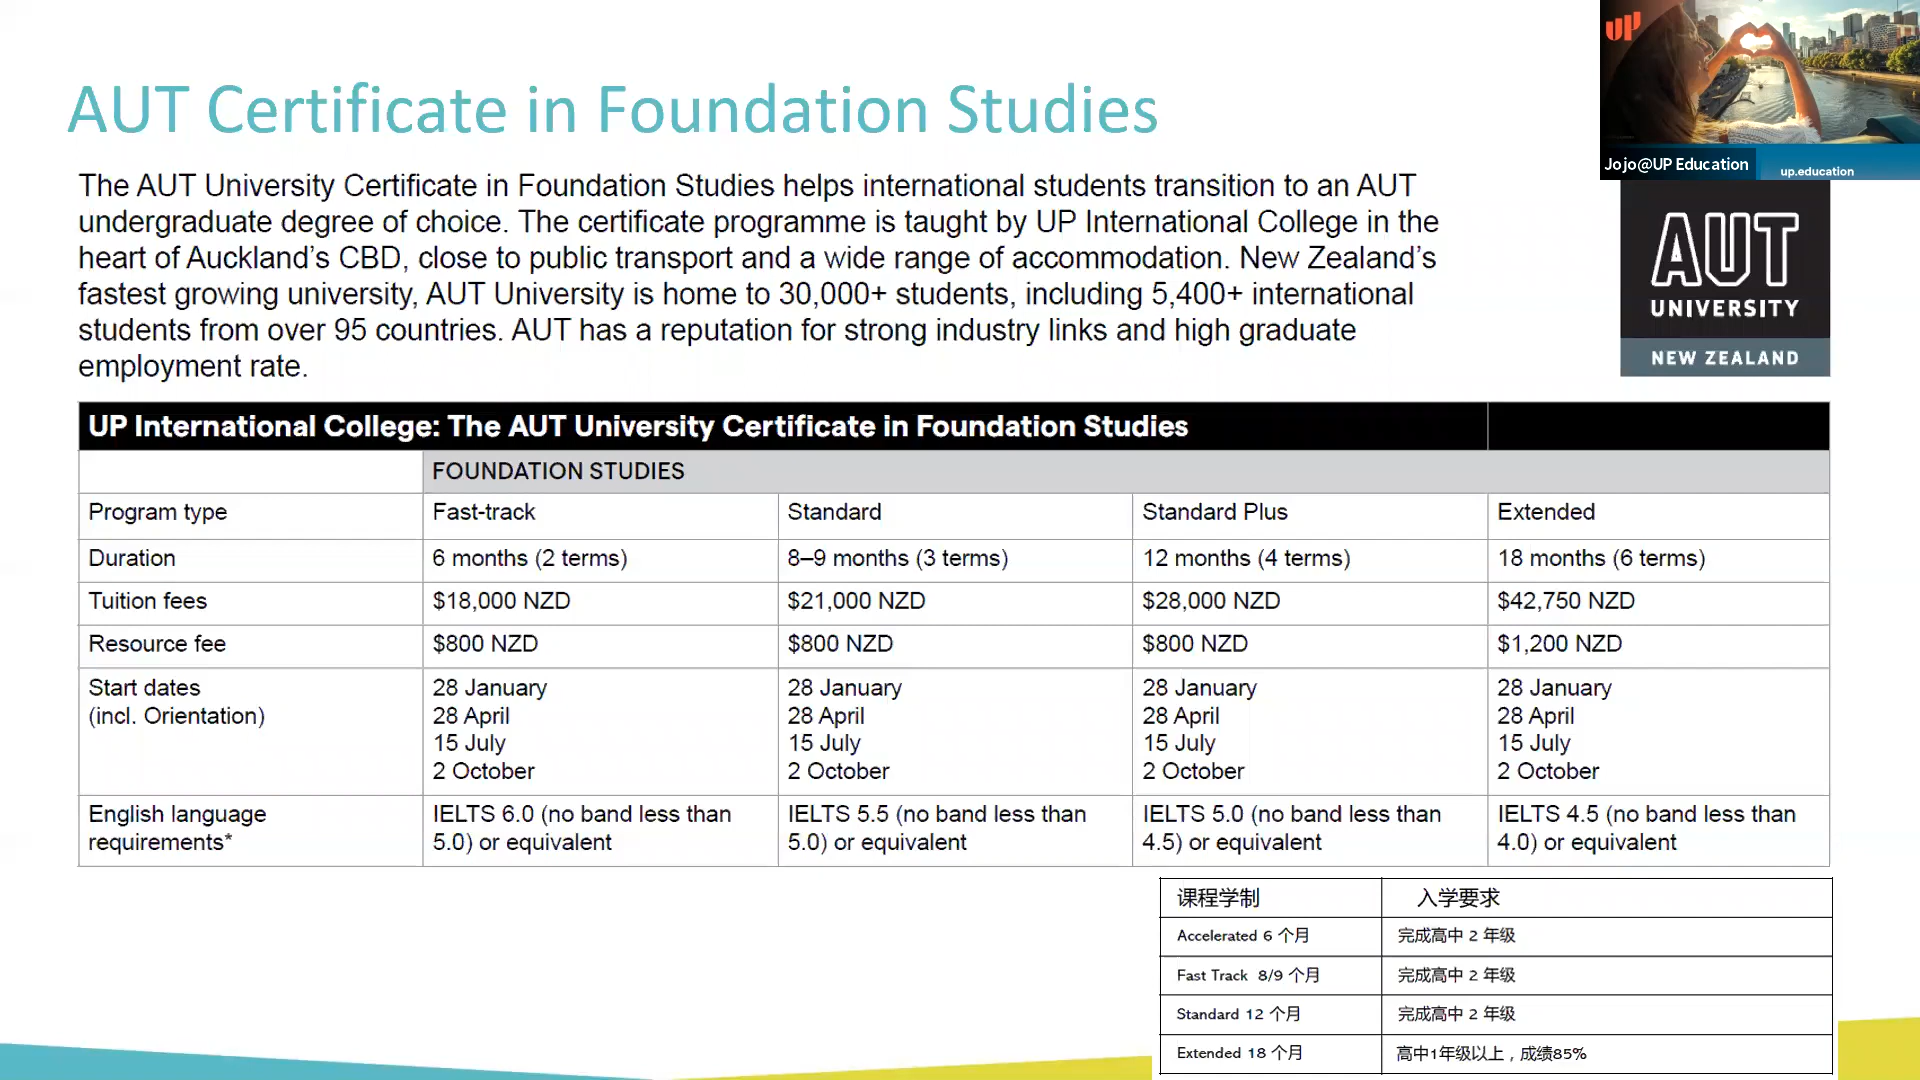 AUT Certificate in Foundation Studies
UP
Jojo@UP Education
up.education
The AUT University Certificate in Foundation Studies helps international students transition to an AUT
undergraduate degree of choice. The certificate programme is taught by UP International College in the
heart of Auckland’s CBD, close to public transport and a wide range of accommodation. New Zealand’s
fastest growing university, AUT University is home to 30,000+ students, including 5,400+ international
students from over 95 countries. AUT has a reputation for strong industry links and high graduate
employment rate.
AUT
UNIVERSITY
NEW ZEALAND
UP International College: The AUT University Certificate in Foundation Studies
FOUNDATION STUDIES
Program type Fast-track Standard Standard Plus Extended
Duration 6 months (2 terms) 8–9 months (3 terms) 12 months (4 terms) 18 months (6 terms)
Tuition fees $18,000 NZD $21,000 NZD $28,000 NZD $42,750 NZD
Resource fee $800 NZD $800 NZD $800 NZD $1,200 NZD
Start dates 28 January 28 January 28 January 28 January
(incl. Orientation) 28 April 28 April 28 April 28 April
15 July 15 July 15 July 15 July
2 October 2 October 2 October 2 October
English language IELTS 6.0 (no band less than IELTS 5.5 (no band less than IELTS 5.0 (no band less than IELTS 4.5 (no band less than
requirements* 5.0) or equivalent 5.0) or equivalent 4.5) or equivalent 4.0) or equivalent
课程学制 入学要求
Accelerated 6 个月 完成高中 2 年级
Fast Track 8/9 个月 完成高中 2 年级
Standard 12 个月 完成高中 2 年级
Extended 18 个月 高中1年级以上，成绩85%